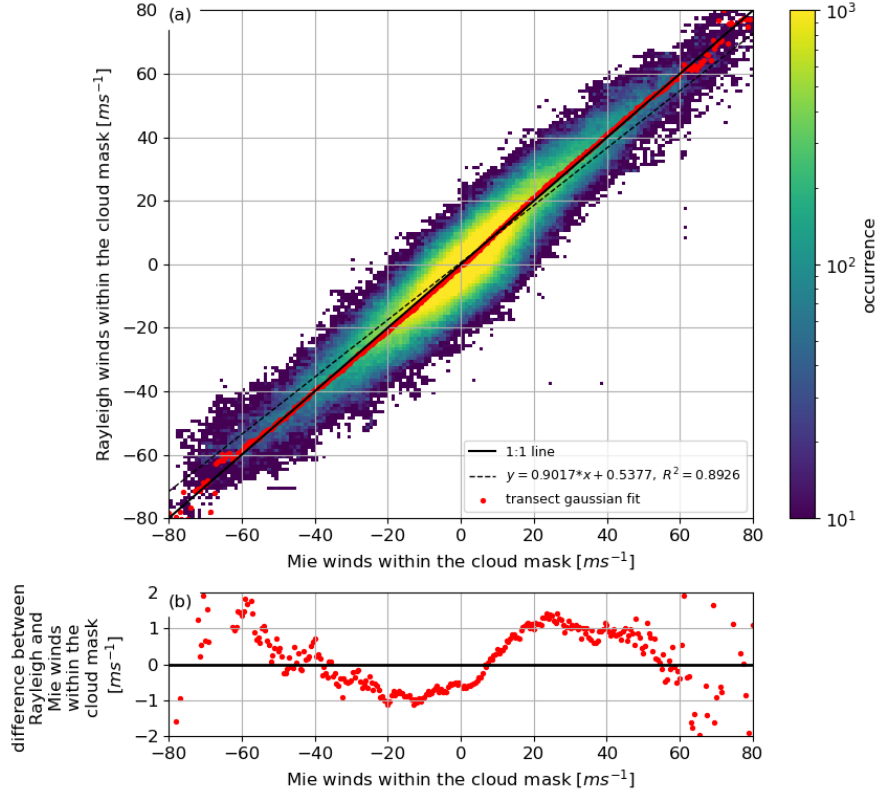 (a)
80
60
40
20
0
−20
−40
−60
−80
Rayleigh winds within the cloud mask [ms⁻¹]
−80 −60 −40 −20 0 20 40 60 80
Mie winds within the cloud mask [ms⁻¹]
1:1 line
y = 0.9017*x + 0.5377, R² = 0.8926
transect gaussian fit
10³
10²
10¹
occurrence
(b)
2
1
0
−1
−2
difference between
Rayleigh and
Mie winds
within the
cloud mask
[ms⁻¹]
−80 −60 −40 −20 0 20 40 60 80
Mie winds within the cloud mask [ms⁻¹]